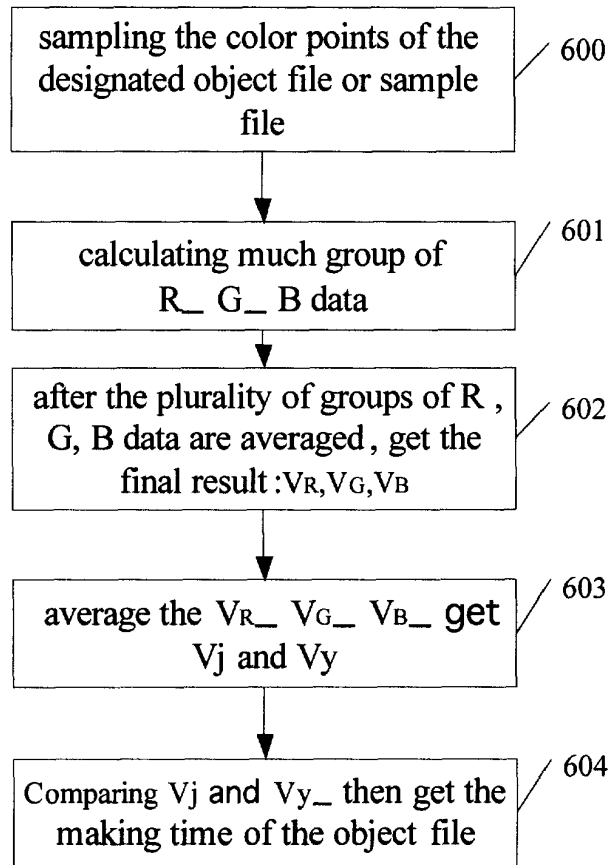 sampling the color points of the
designated object file or sample
file
600
calculating much group of
R_ G_ B data
601
after the plurality of groups of R ,
G, B data are averaged , get the
final result :VR,VG,VB
602
average the VR_ VG_ VB_ get
Vj and Vy
603
Comparing Vj and Vy_ then get the
making time of the object file
604